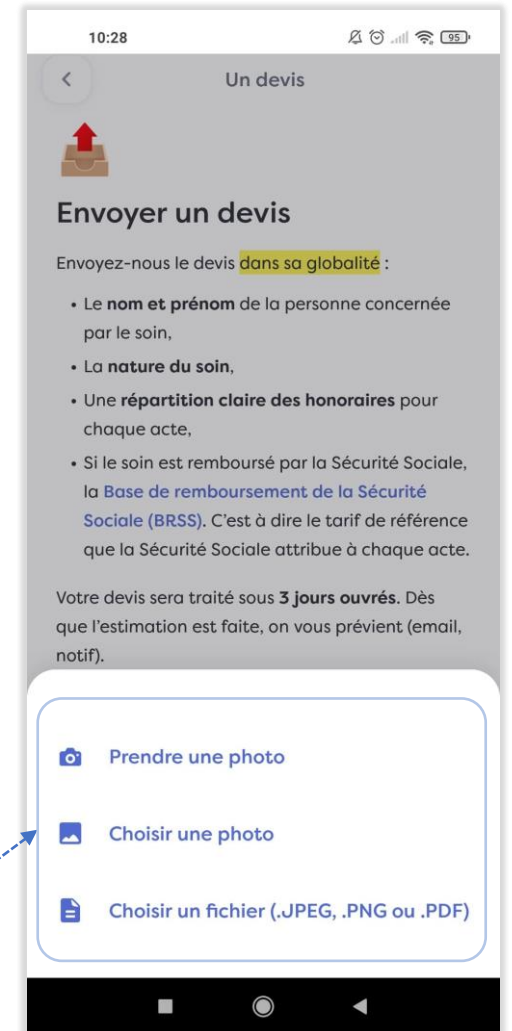 10:28
95
Un devis
Envoyer un devis
Envoyez-nous le devis dans sa globalité :
• Le nom et prénom de la personne concernée
par le soin,
• La nature du soin,
• Une répartition claire des honoraires pour
chaque acte,
• Si le soin est remboursé par la Sécurité Sociale,
la Base de remboursement de la Sécurité
Sociale (BRSS). C’est à dire le tarif de référence
que la Sécurité Sociale attribue à chaque acte.
Votre devis sera traité sous 3 jours ouvrés. Dès
que l’estimation est faite, on vous prévient (email,
notif).
Prendre une photo
Choisir une photo
Choisir un fichier (.JPEG, .PNG ou .PDF)